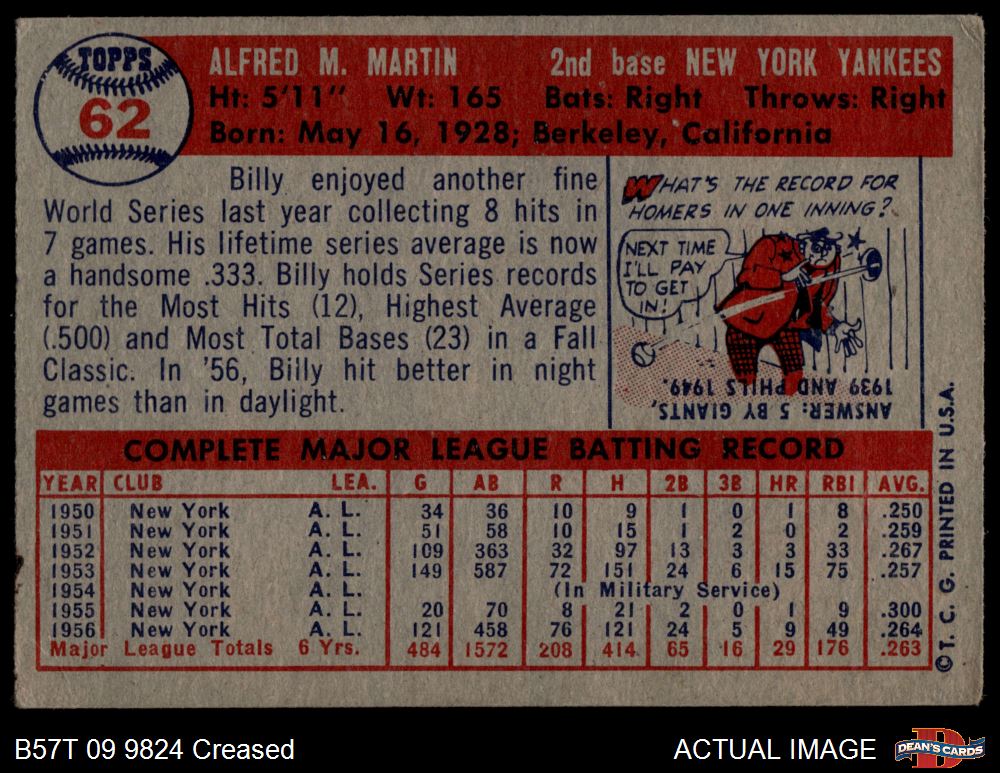 TOPPS
62
ALFRED M. MARTIN 2nd base NEW YORK YANKEES
Ht: 5'11" Wt: 165 Bats: Right Throws: Right
Born: May 16, 1928; Berkeley, California
Billy enjoyed another fine
World Series last year collecting 8 hits in
7 games. His lifetime series average is now
a handsome .333. Billy holds Series records
for the Most Hits (12), Highest Average
(.500) and Most Total Bases (23) in a Fall
Classic. In '56, Billy hit better in night
games than in daylight.
WHAT'S THE RECORD FOR
HOMERS IN ONE INNING?
NEXT TIME
I'LL PAY
TO GET
IN!
ANSWER: 5 BY GIANTS,
1939 AND PHILS 1949.
COMPLETE MAJOR LEAGUE BATTING RECORD
YEAR CLUB LEA. G AB R H 2B 3B HR RBI AVG.
1950 New York A. L. 34 36 10 9 1 0 1 8 .250
1951 New York A. L. 51 58 10 15 1 2 0 2 .259
1952 New York A. L. 109 363 32 97 13 3 3 33 .267
1953 New York A. L. 149 587 72 151 24 6 15 75 .257
1954 New York A. L. (In Military Service)
1955 New York A. L. 20 70 8 21 2 0 1 9 .300
1956 New York A. L. 121 458 76 121 24 5 9 49 .264
Major League Totals 6 Yrs. 484 1572 208 414 65 16 29 176 .263
© T. C. G. PRINTED IN U.S.A.
B57T 09 9824 Creased
ACTUAL IMAGE
DEAN'S CARDS